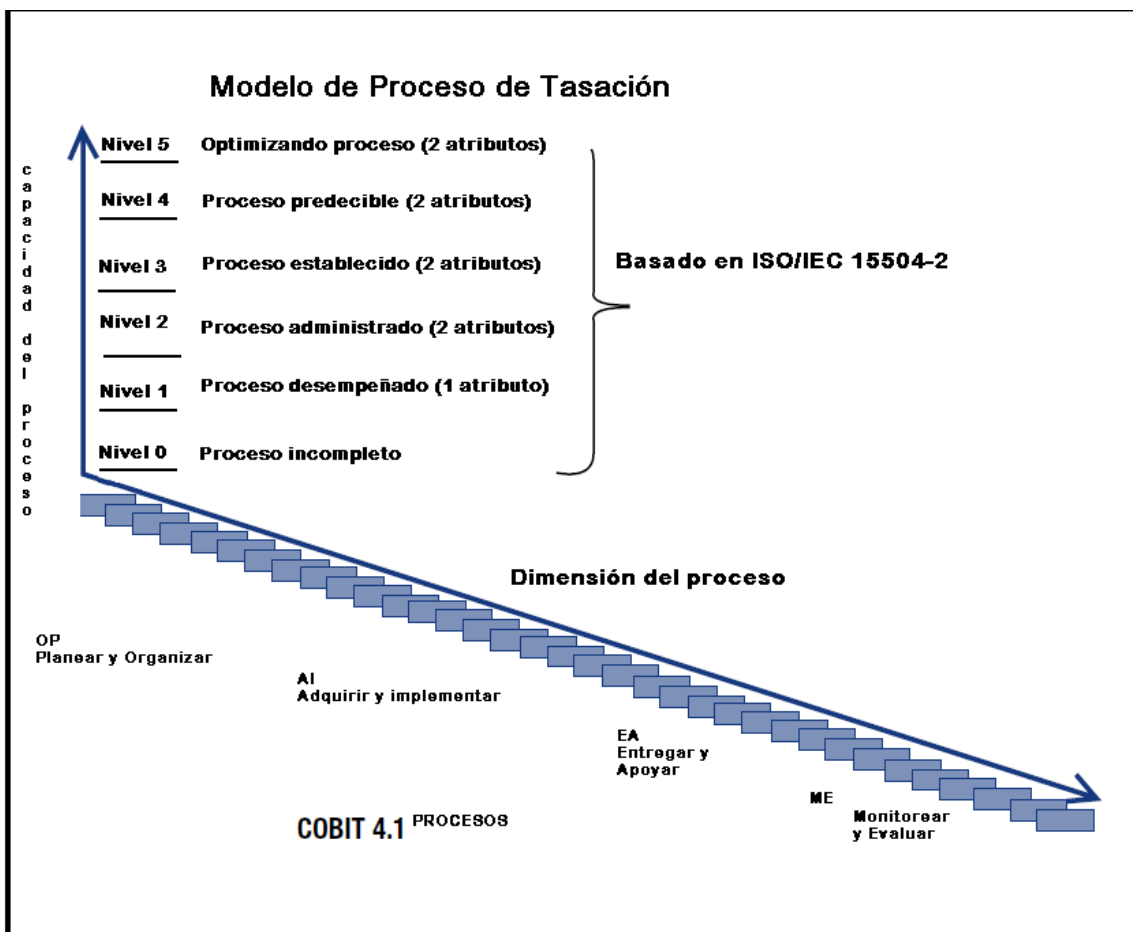 Modelo de Proceso de Tasación
capacidad del proceso
Nivel 5 Optimizando proceso (2 atributos)
Nivel 4 Proceso predecible (2 atributos)
Nivel 3 Proceso establecido (2 atributos)
Basado en ISO/IEC 15504-2
Nivel 2 Proceso administrado (2 atributos)
Nivel 1 Proceso desempeñado (1 atributo)
Nivel 0 Proceso incompleto
Dimensión del proceso
OP
Planear y Organizar
AI
Adquirir y implementar
EA
Entregar y
Apoyar
ME
Monitorear
y Evaluar
COBIT 4.1 PROCESOS